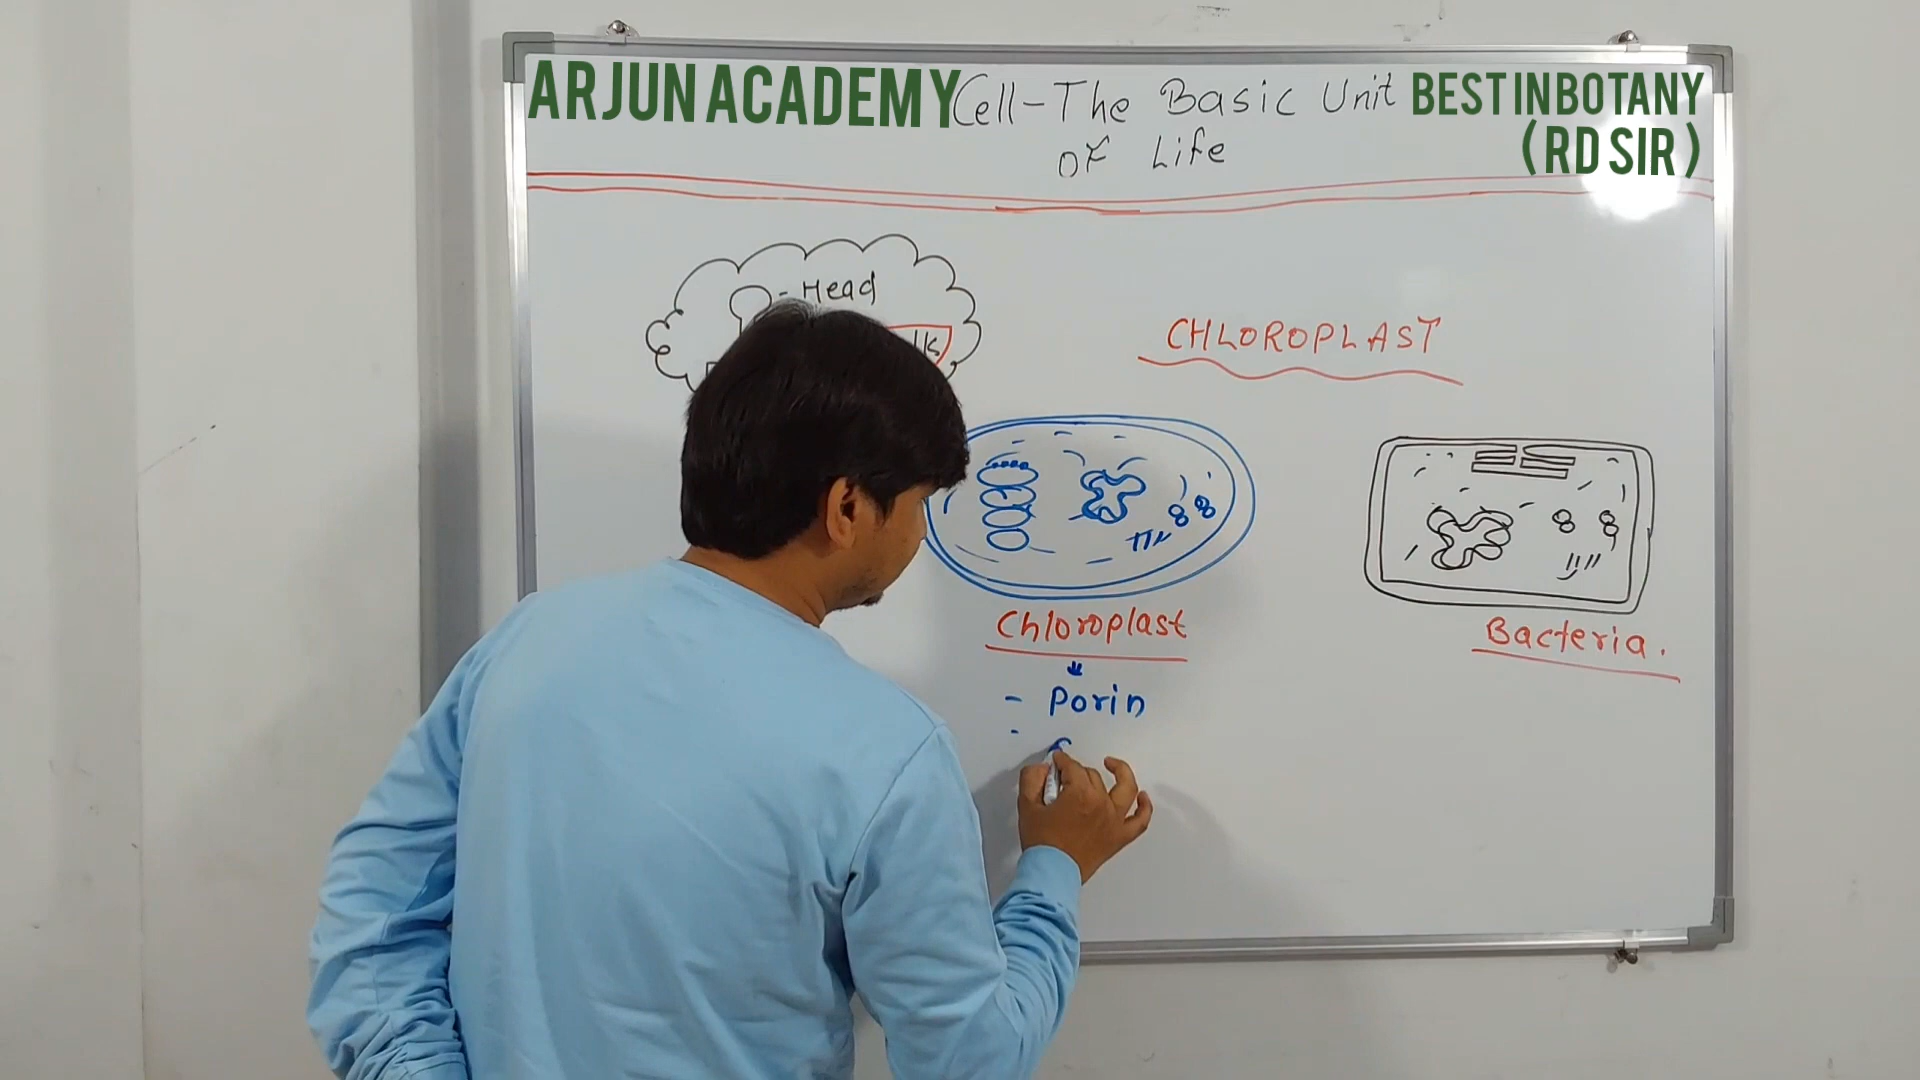 ARJUN ACADEMY
Cell-The Basic Unit
of Life
BEST IN BOTANY
(RD SIR)
- Head
CHLOROPLAST
Chloroplast
- Porin
Bacteria.